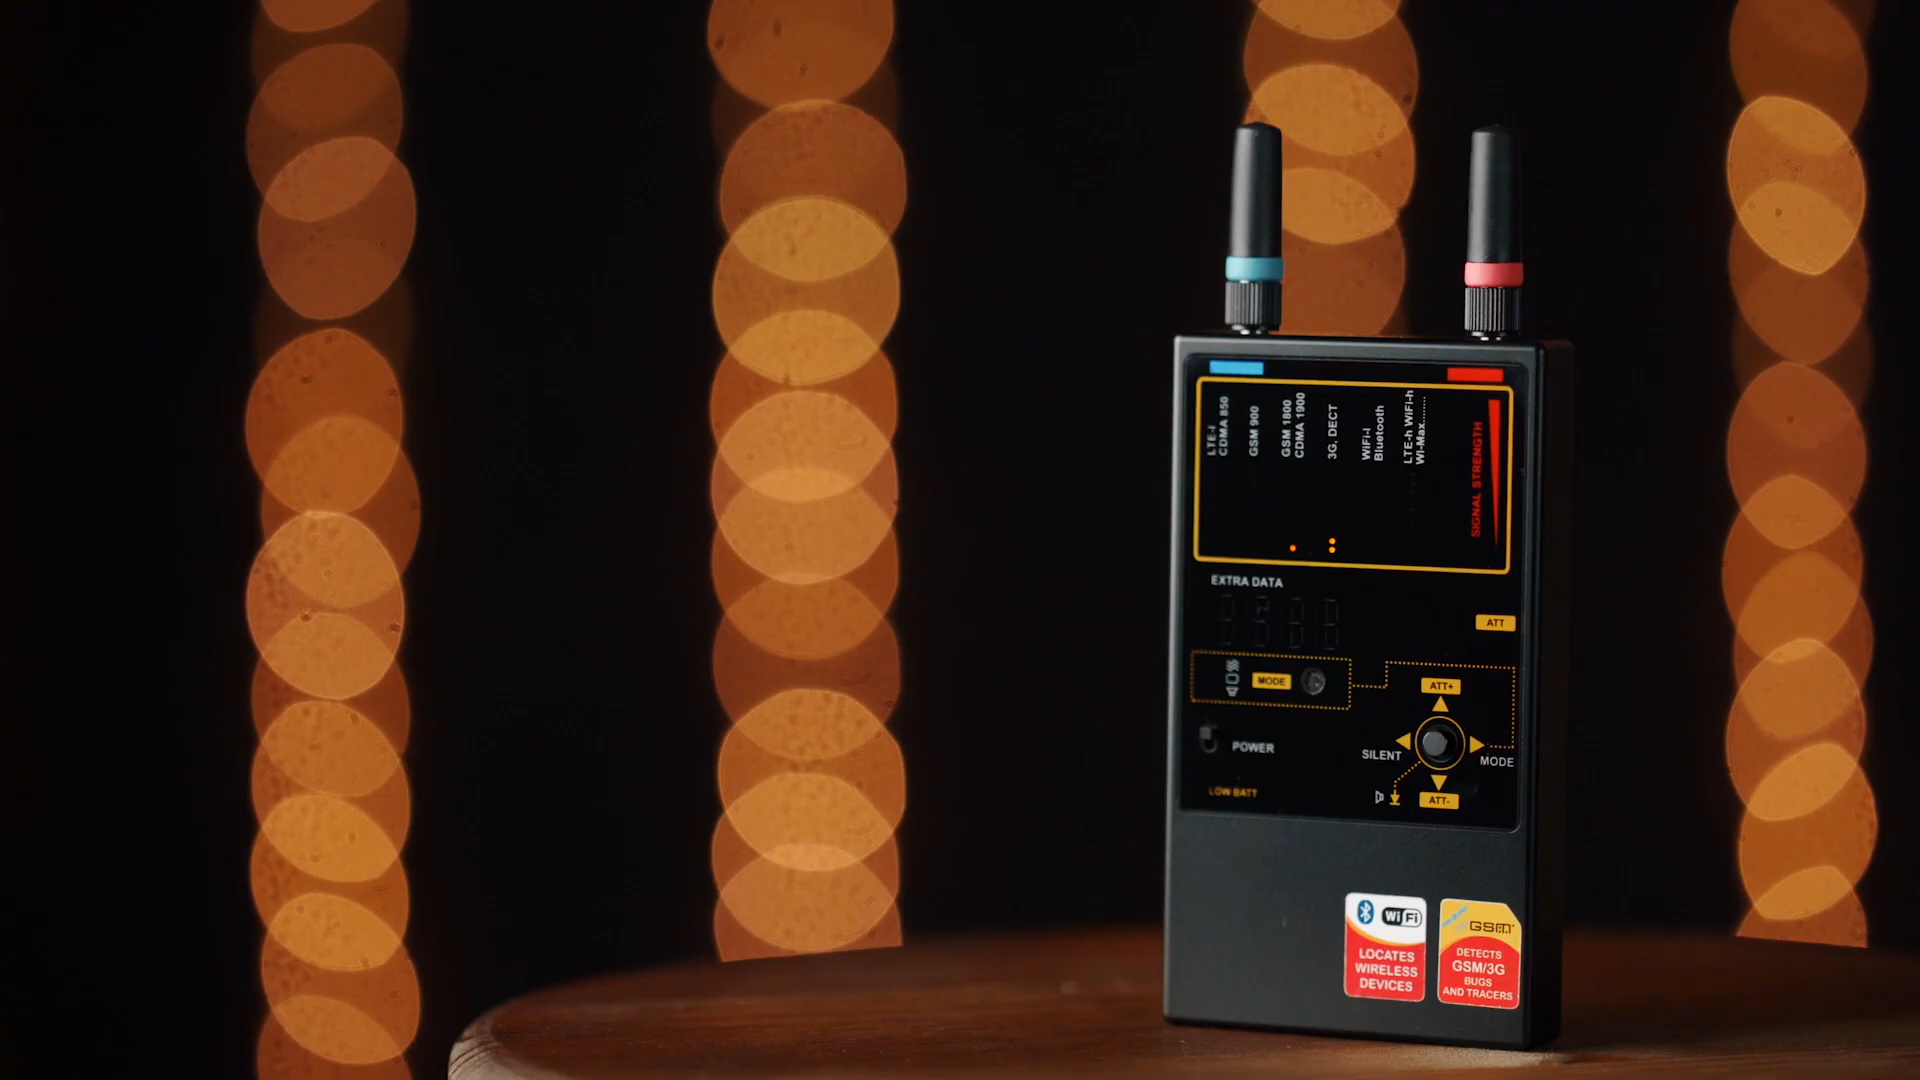 LTE-l
CDMA 850
GSM 900
GSM 1800
CDMA 1900
3G, DECT
WiFi-l
Bluetooth
LTE-h WiFi-h
Wi-Max........
SIGNAL STRENGTH
EXTRA DATA
ATT
MODE
ATT+
POWER
SILENT
MODE
LOW BATT
ATT-
WiFi
LOCATES
WIRELESS
DEVICES
GSM
DETECTS
GSM/3G
BUGS
AND TRACERS